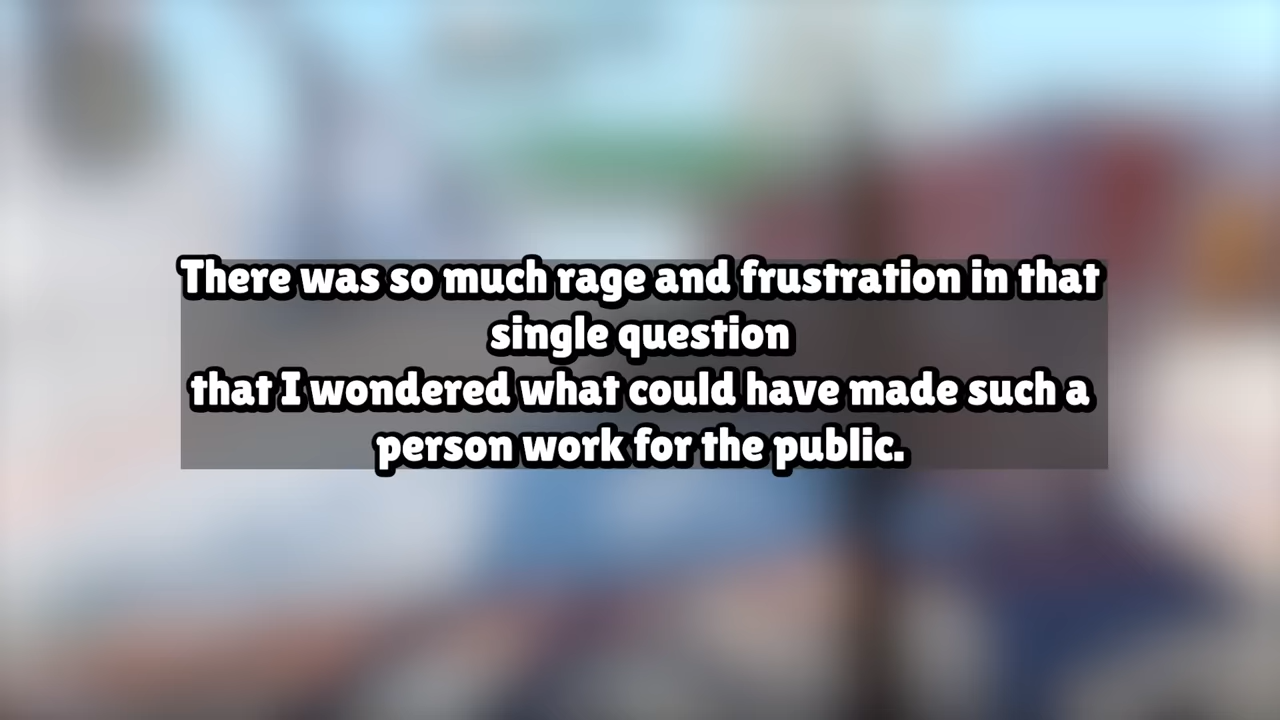 There was so much rage and frustration in that
single question
that I wondered what could have made such a
person work for the public.